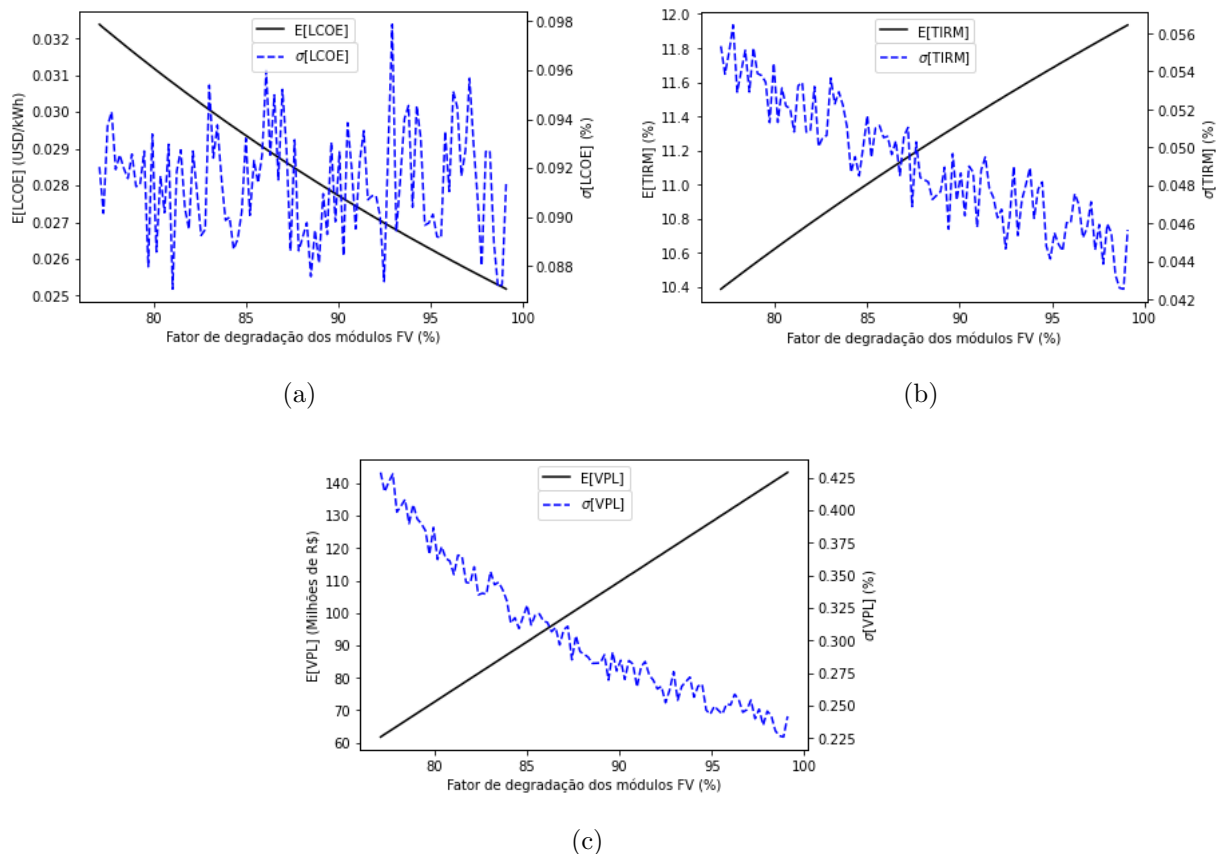 E[LCOE]
σ[LCOE]
0.032
0.031
0.030
0.029
0.028
0.027
0.026
0.025
E[LCOE] (USD/kWh)
0.098
0.096
0.094
0.092
0.090
0.088
σ[LCOE] (%)
80 85 90 95 100
Fator de degradação dos módulos FV (%)
(a)
E[TIRM]
σ[TIRM]
12.0
11.8
11.6
11.4
11.2
11.0
10.8
10.6
10.4
E[TIRM] (%)
0.056
0.054
0.052
0.050
0.048
0.046
0.044
0.042
σ[TIRM] (%)
80 85 90 95 100
Fator de degradação dos módulos FV (%)
(b)
E[VPL]
σ[VPL]
140
130
120
110
100
90
80
70
60
E[VPL] (Milhões de R$)
0.425
0.400
0.375
0.350
0.325
0.300
0.275
0.250
0.225
σ[VPL] (%)
80 85 90 95 100
Fator de degradação dos módulos FV (%)
(c)